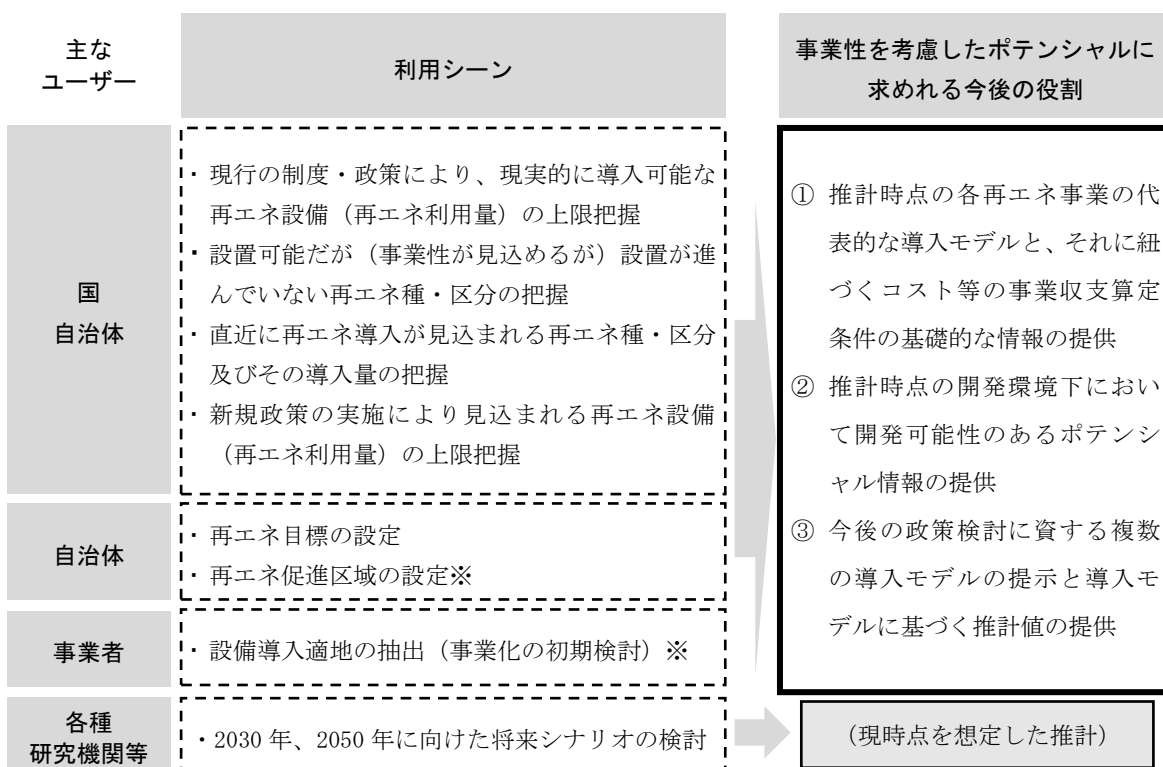 主な
ユーザー
利用シーン
事業性を考慮したポテンシャルに
求めれる今後の役割
国
自治体
・現行の制度・政策により、現実的に導入可能な
再エネ設備（再エネ利用量）の上限把握
・設置可能だが（事業性が見込めるが）設置が進
んでいない再エネ種・区分の把握
・直近に再エネ導入が見込まれる再エネ種・区分
及びその導入量の把握
・新規政策の実施により見込まれる再エネ設備
（再エネ利用量）の上限把握
自治体
・再エネ目標の設定
・再エネ促進区域の設定※
事業者
・設備導入適地の抽出（事業化の初期検討）※
各種
研究機関等
・2030 年、2050 年に向けた将来シナリオの検討
① 推計時点の各再エネ事業の代
表的な導入モデルと、それに紐
づくコスト等の事業収支算定
条件の基礎的な情報の提供
② 推計時点の開発環境下におい
て開発可能性のあるポテンシ
ャル情報の提供
③ 今後の政策検討に資する複数
の導入モデルの提示と導入モ
デルに基づく推計値の提供
（現時点を想定した推計）